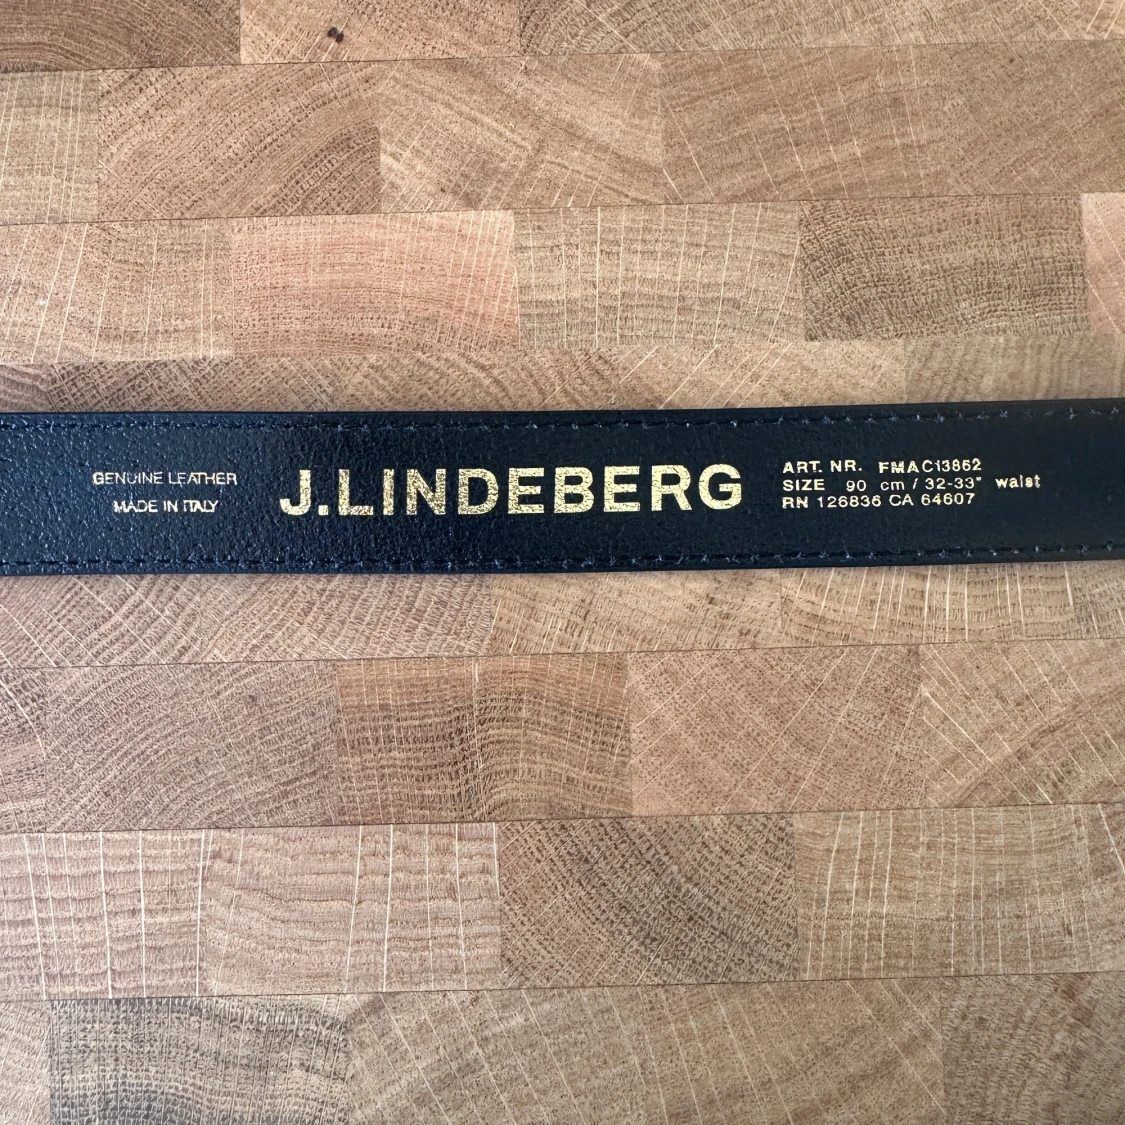 GENUINE LEATHER
MADE IN ITALY
J.LINDEBERG
ART. NR. FMAC13862
SIZE 90 cm / 32-33" waist
RN 126836 CA 64607